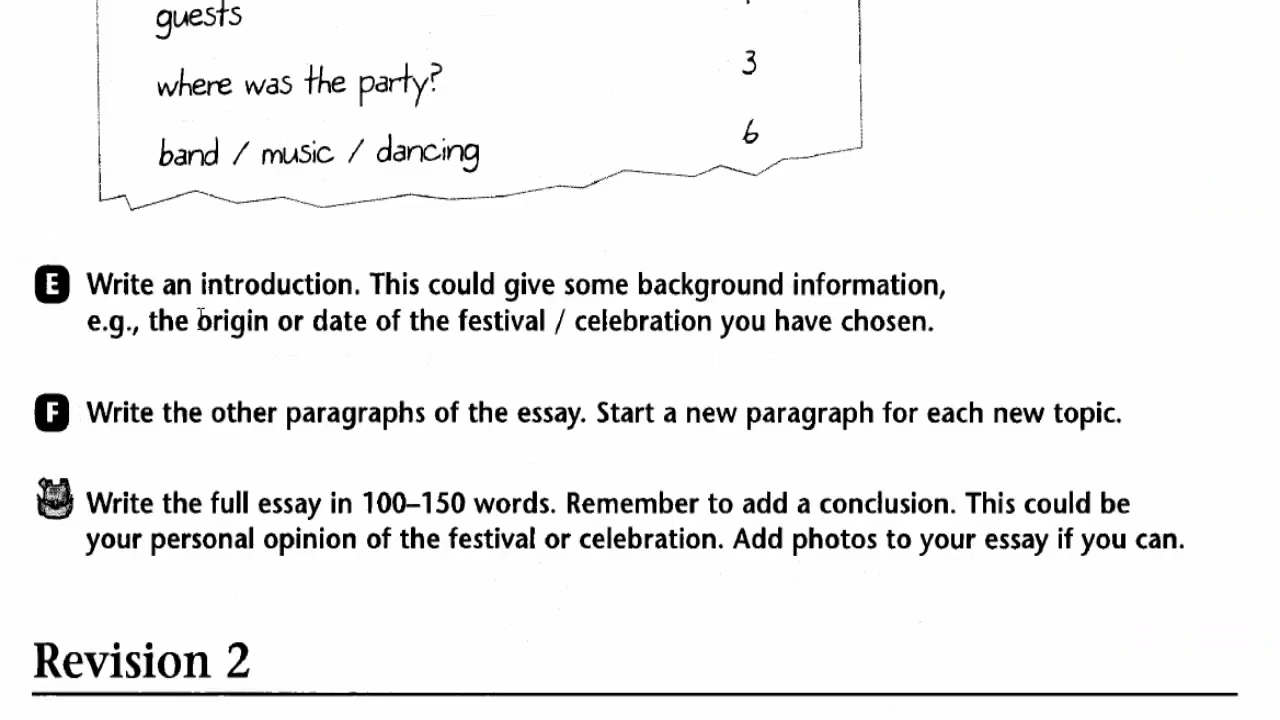 guests
where was the party?
3
band / music / dancing
6
E Write an introduction. This could give some background information,
e.g., the origin or date of the festival / celebration you have chosen.
F Write the other paragraphs of the essay. Start a new paragraph for each new topic.
Write the full essay in 100–150 words. Remember to add a conclusion. This could be
your personal opinion of the festival or celebration. Add photos to your essay if you can.
Revision 2